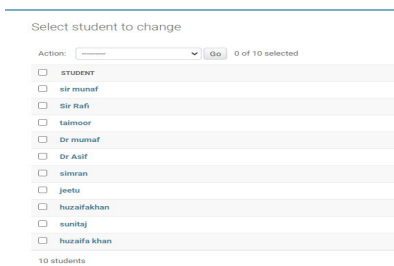 Select student to change
Action: --------- Go 0 of 10 selected
STUDENT
sir munaf
Sir Rafi
taimoor
Dr mumaf
Dr Asif
simran
jeetu
huzaifakhan
sunitaj
huzaifa khan
10 students